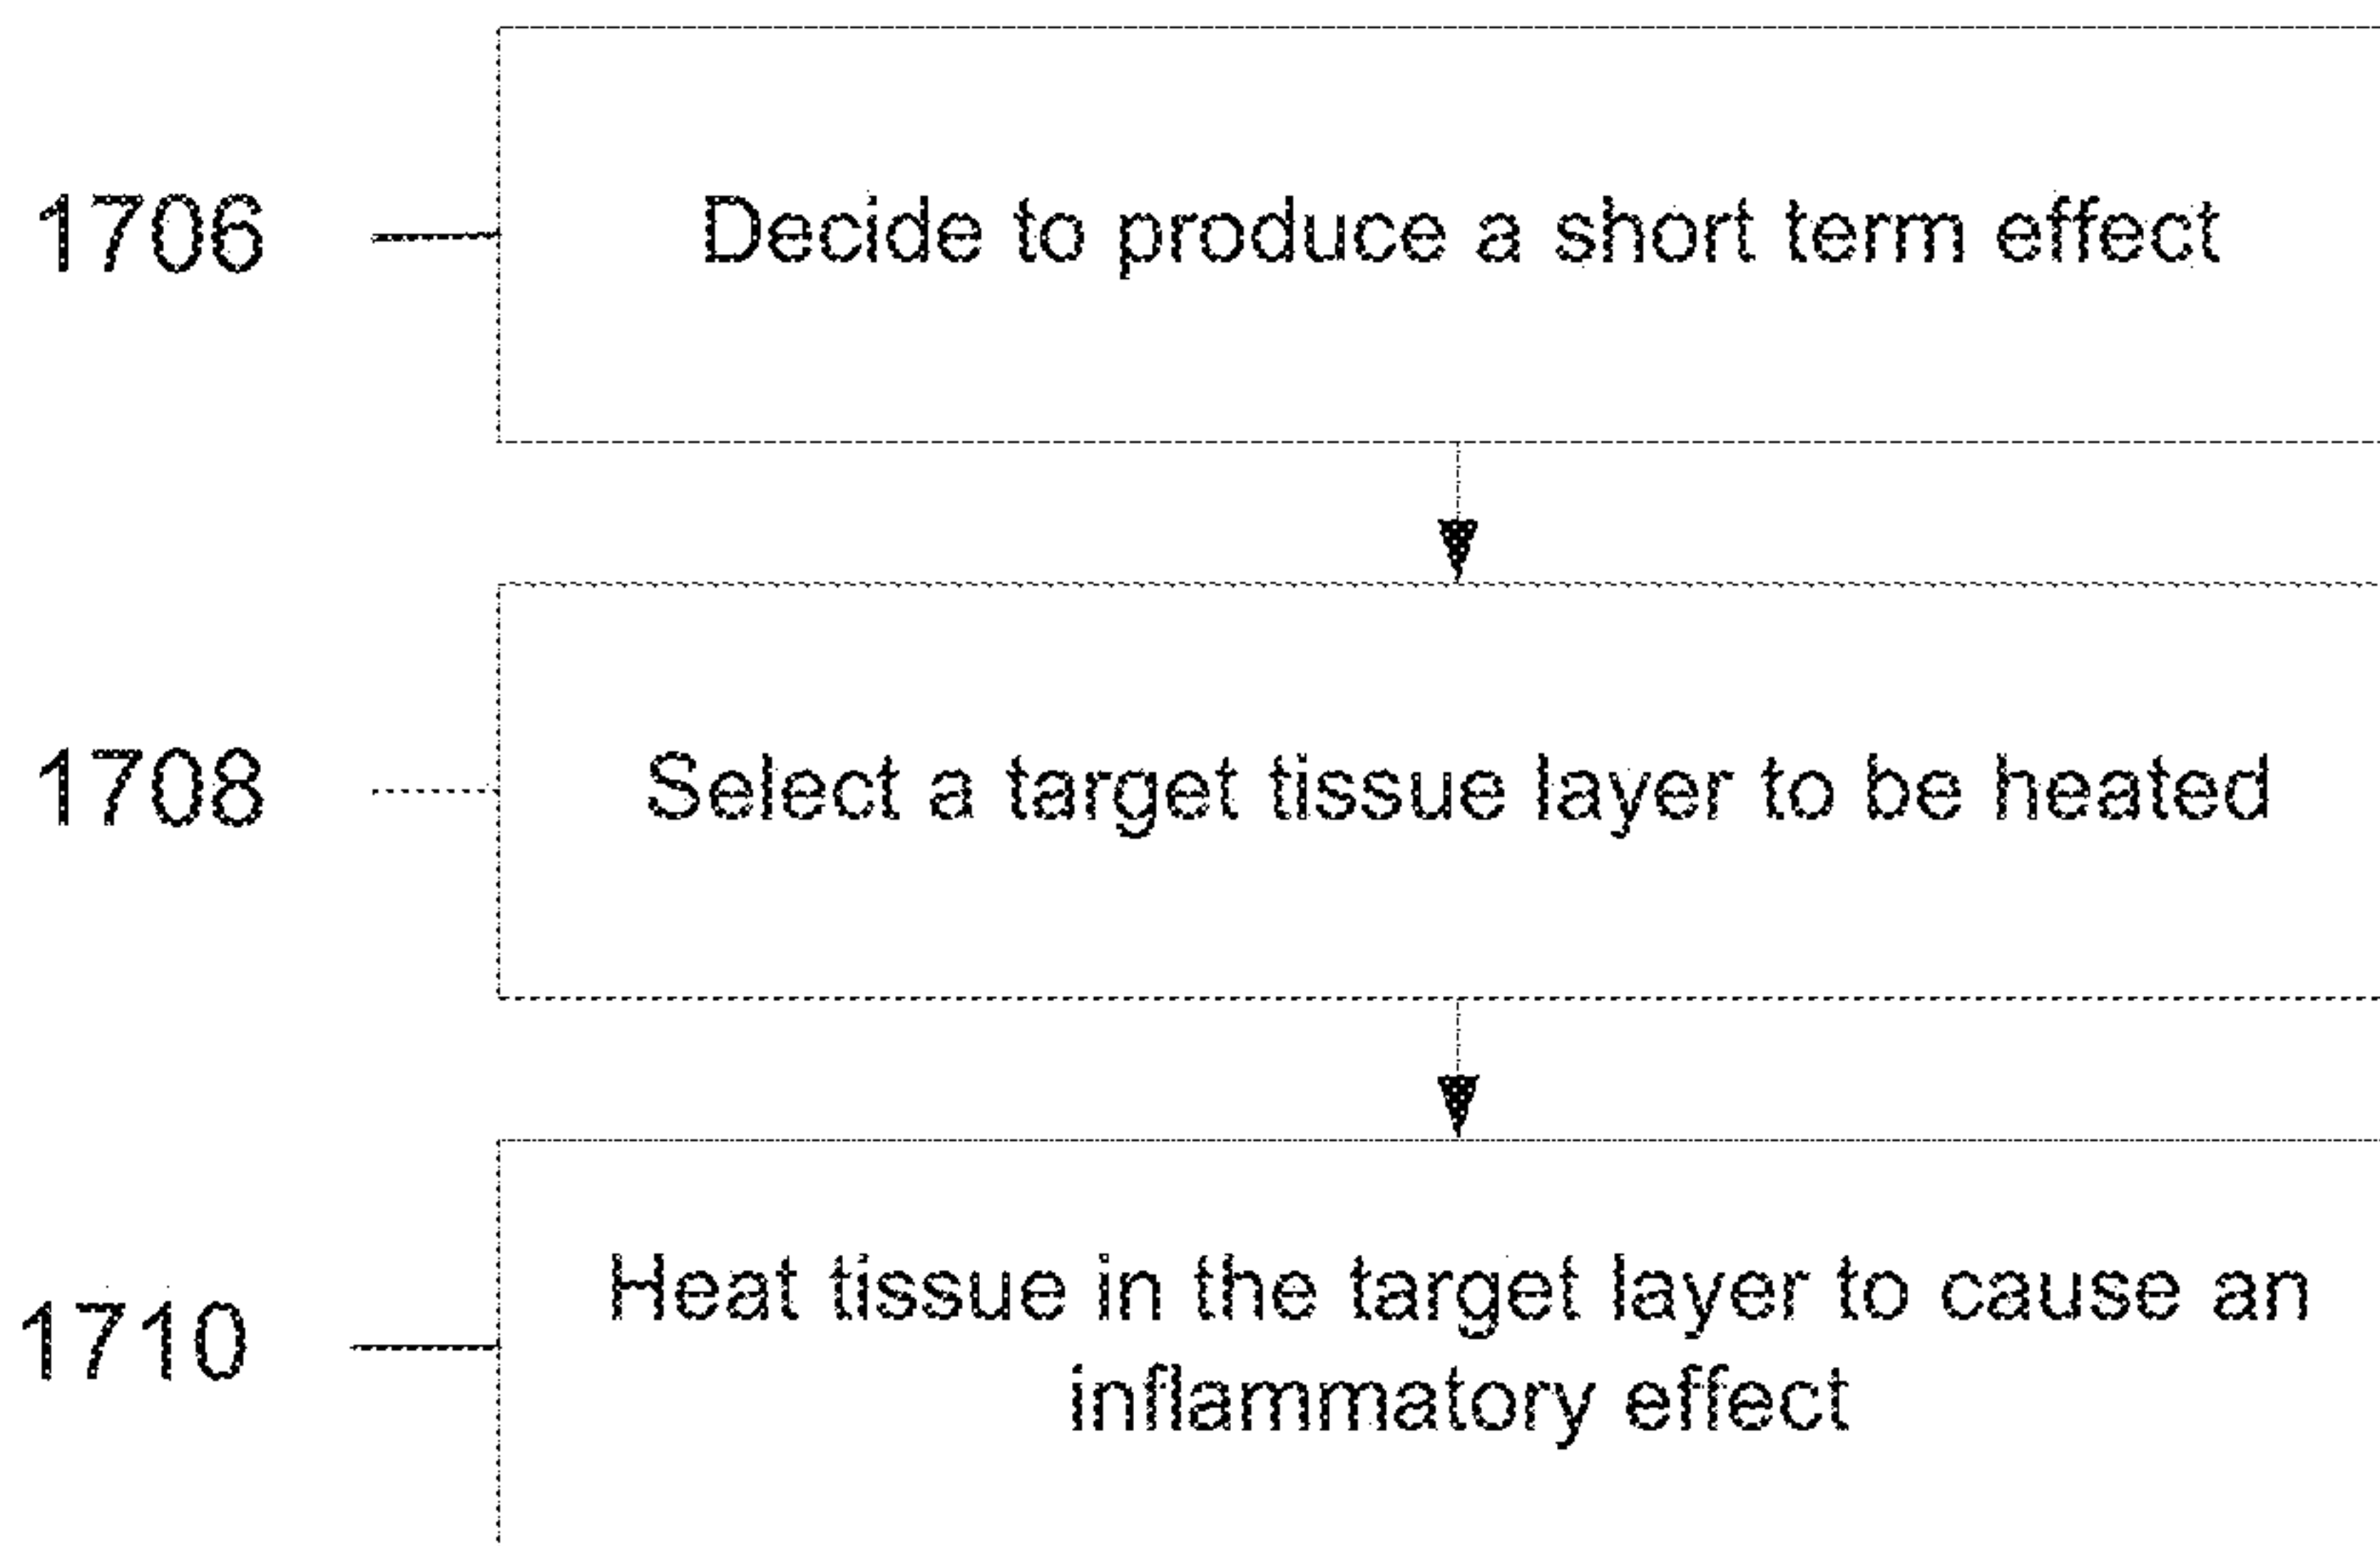 1706
Decide to produce a short term effect
1708
Select a target tissue layer to be heated
1710
Heat tissue in the target layer to cause an
inflammatory effect